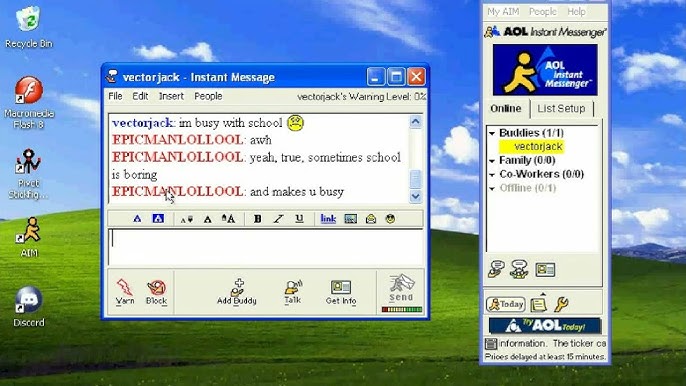 Recycle Bin
Macromedia
Flash 8
Pivot
Stickfig...
AIM
Discord
vectorjack - Instant Message
File Edit Insert People vectorjack's Warning Level: 0%
vectorjack: im busy with school
EPICMANLOLLOOL: awh
EPICMANLOLLOOL: yeah, true, sometimes school
is boring
EPICMANLOLLOOL: and makes u busy
A A A A A B I U link
Warn Block Add Buddy Talk Get Info Send
My AIM People Help
AOL Instant Messenger
AOL
Instant
Messenger
Online List Setup
Buddies (1/1)
vectorjack
Family (0/0)
Co-Workers (0/0)
Offline (0/1)
Today
Try AOL Today!
information. The ticker ca
Prices delayed at least 15 minutes.